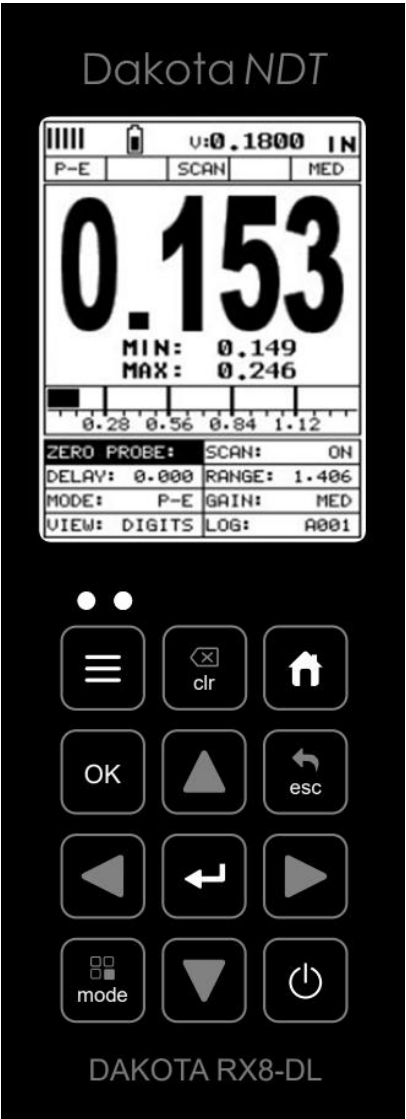 Dakota NDT
V:0.1800 IN
P-E SCAN MED
0.153
MIN: 0.149
MAX: 0.246
0.28 0.56 0.84 1.12
ZERO PROBE: SCAN: ON
DELAY: 0.000 RANGE: 1.406
MODE: P-E GAIN: MED
VIEW: DIGITS LOG: A001
clr
OK
esc
mode
DAKOTA RX8-DL